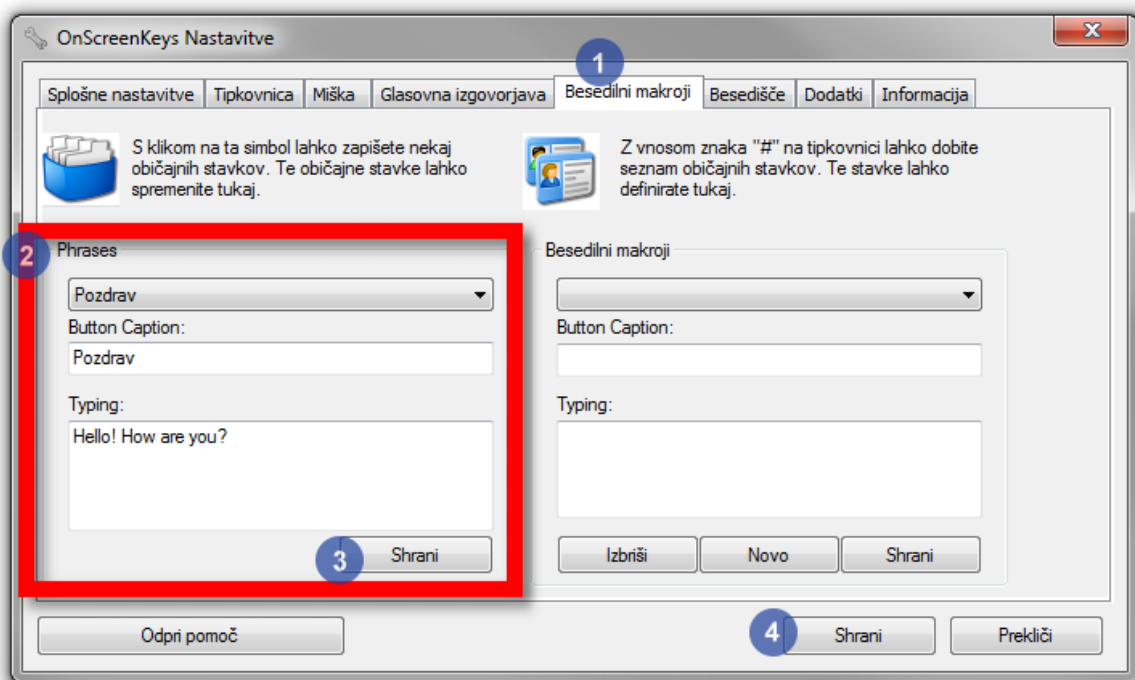 OnScreenKeys Nastavitve
1
Splošne nastavitve Tipkovnica Miška Glasovna izgovorjava Besedilni makroji Besedišče Dodatki Informacija
S klikom na ta simbol lahko zapišete nekaj
običajnih stavkov. Te običajne stavke lahko
spremenite tukaj.
Z vnosom znaka "#" na tipkovnici lahko dobite
seznam običajnih stavkov. Te stavke lahko
definirate tukaj.
2
Phrases
Pozdrav
Button Caption:
Pozdrav
Typing:
Hello! How are you?
3
Shrani
Besedilni makroji
Button Caption:
Typing:
Izbriši Novo Shrani
Odpri pomoč
4
Shrani
Prekliči